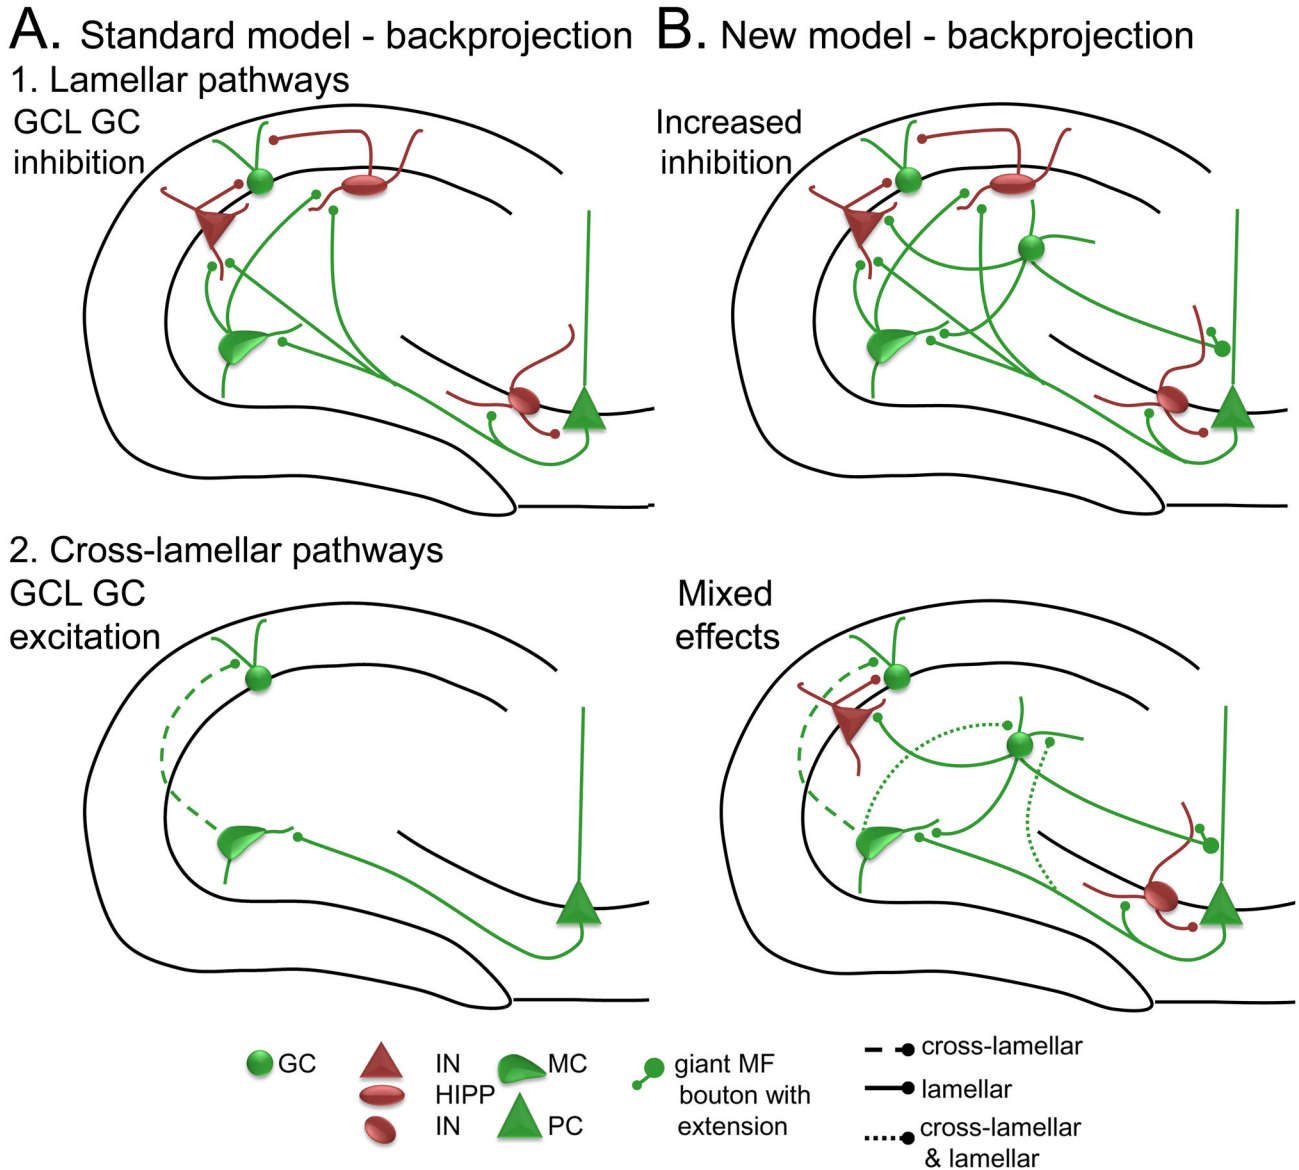 A. Standard model - backprojection
B. New model - backprojection
1. Lamellar pathways
GCL GC
inhibition
Increased
inhibition
2. Cross-lamellar pathways
GCL GC
excitation
Mixed
effects
GC
IN
HIPP
IN
MC
PC
giant MF
bouton with
extension
cross-lamellar
lamellar
cross-lamellar
& lamellar